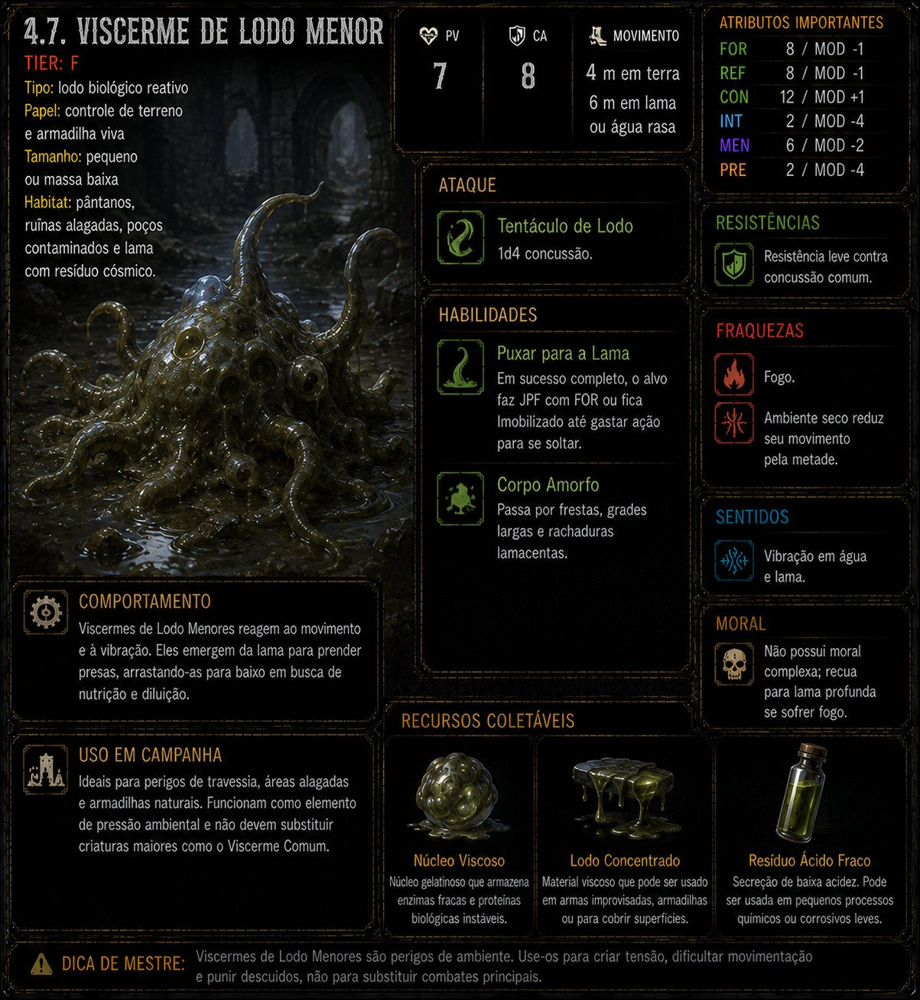 4.7. VISCERME DE LODO MENOR
TIER: F
Tipo: lodo biológico reativo
Papel: controle de terreno
e armadilha viva
Tamanho: pequeno
ou massa baixa
Habitat: pântanos,
ruínas alagadas, poços
contaminados e lama
com resíduo cósmico.
PV
7
CA
8
MOVIMENTO
4 m em terra
6 m em lama
ou água rasa
ATRIBUTOS IMPORTANTES
FOR 8 / MOD -1
REF 8 / MOD -1
CON 12 / MOD +1
INT 2 / MOD -4
MEN 6 / MOD -2
PRE 2 / MOD -4
ATAQUE
Tentáculo de Lodo
1d4 concussão.
HABILIDADES
Puxar para a Lama
Em sucesso completo, o alvo
faz JPF com FOR ou fica
Imobilizado até gastar ação
para se soltar.
Corpo Amorfo
Passa por frestas, grades
largas e rachaduras
lamacentas.
RESISTÊNCIAS
Resistência leve contra
concussão comum.
FRAQUEZAS
Fogo.
Ambiente seco reduz
seu movimento
pela metade.
SENTIDOS
Vibração em água
e lama.
MORAL
Não possui moral
complexa; recua
para lama profunda
se sofrer fogo.
COMPORTAMENTO
Viscermes de Lodo Menores reagem ao movimento
e à vibração. Eles emergem da lama para prender
presas, arrastando-as para baixo em busca de
nutrição e diluição.
USO EM CAMPANHA
Ideais para perigos de travessia, áreas alagadas
e armadilhas naturais. Funcionam como elemento
de pressão ambiental e não devem substituir
criaturas maiores como o Viscerme Comum.
RECURSOS COLETÁVEIS
Núcleo Viscoso
Núcleo gelatinoso que armazena
enzimas fracas e proteínas
biológicas instáveis.
Lodo Concentrado
Material viscoso que pode ser usado
em armas improvisadas, armadilhas
ou para cobrir superfícies.
Resíduo Ácido Fraco
Secreção de baixa acidez. Pode
ser usada em pequenos processos
químicos ou corrosivos leves.
DICA DE MESTRE:
Viscermes de Lodo Menores são perigos de ambiente. Use-os para criar tensão, dificultar movimentação
e punir descuidos, não para substituir combates principais.